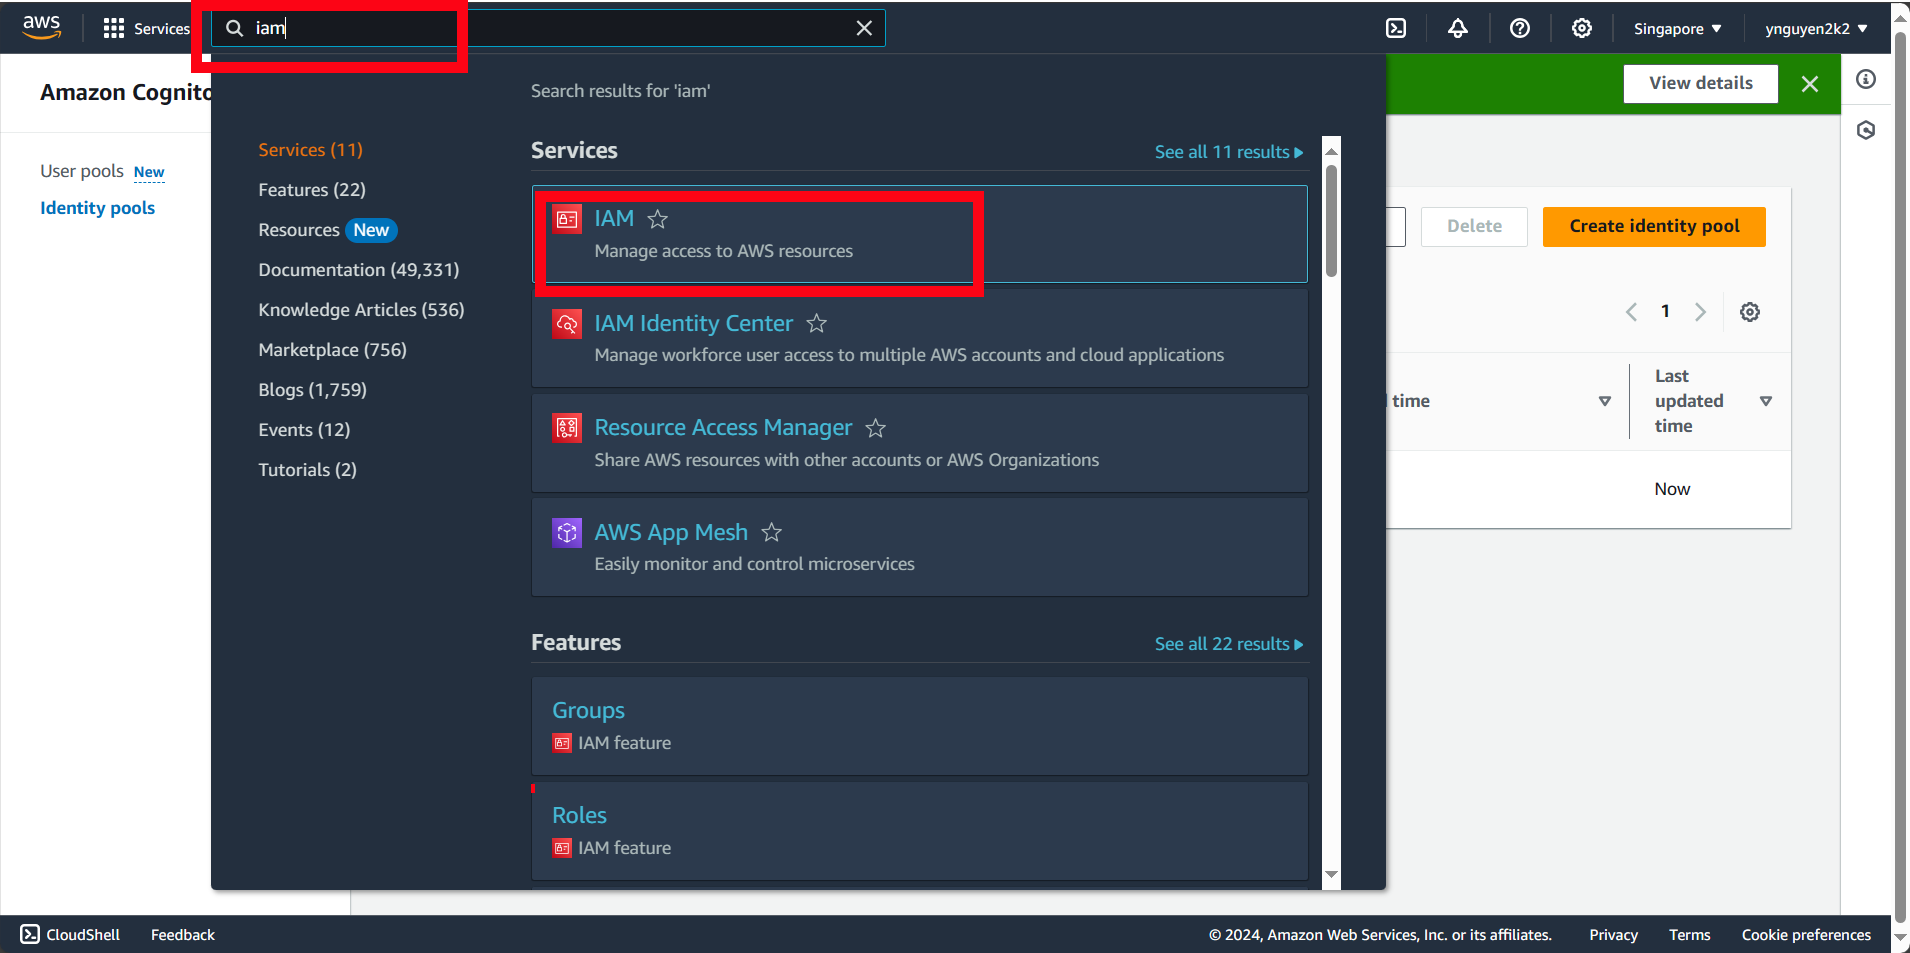 aws
Services
iam
Singapore
ynguyen2k2
Amazon Cognito
User pools New
Identity pools
Search results for 'iam'
Services (11)
Features (22)
Resources New
Documentation (49,331)
Knowledge Articles (536)
Marketplace (756)
Blogs (1,759)
Events (12)
Tutorials (2)
Services
See all 11 results
IAM
Manage access to AWS resources
IAM Identity Center
Manage workforce user access to multiple AWS accounts and cloud applications
Resource Access Manager
Share AWS resources with other accounts or AWS Organizations
AWS App Mesh
Easily monitor and control microservices
Features
See all 22 results
Groups
IAM feature
Roles
IAM feature
View details
Delete
Create identity pool
1
time
Last
updated
time
Now
CloudShell
Feedback
© 2024, Amazon Web Services, Inc. or its affiliates.
Privacy
Terms
Cookie preferences